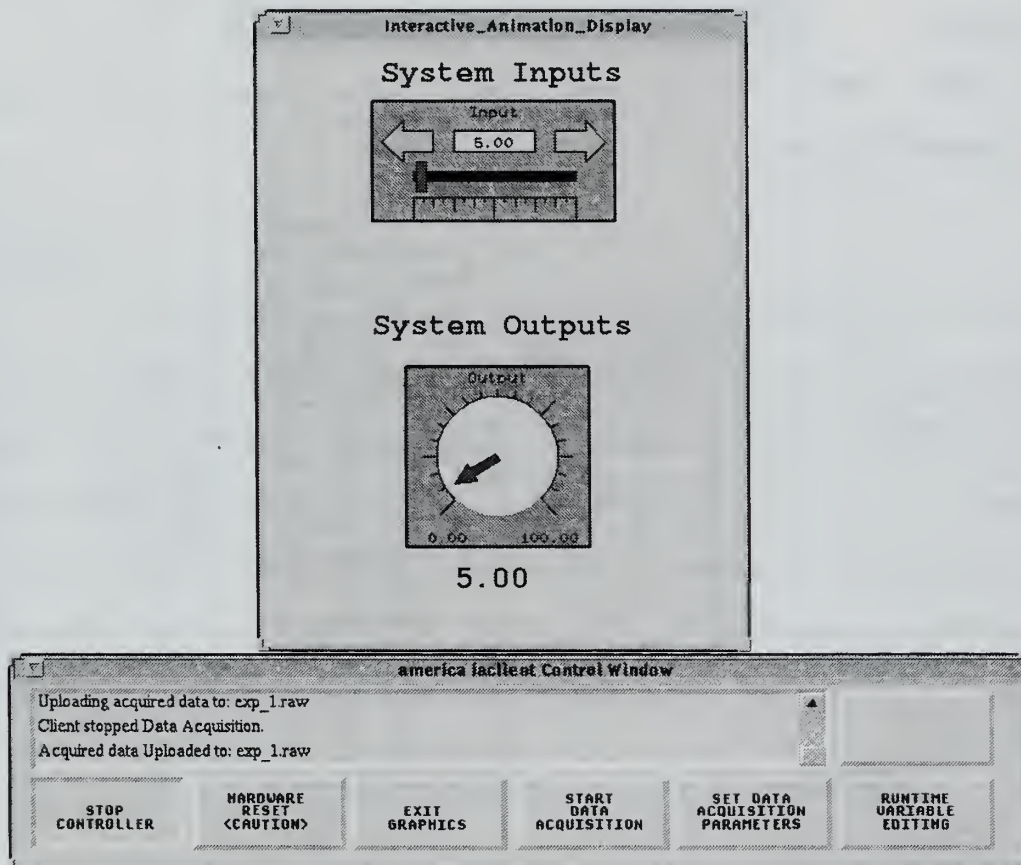 Interactive_Animation_Display
System Inputs
Input
5.00
System Outputs
Output
0.00 100.00
5.00
america iaclient Control Window
Uploading acquired data to: exp_1.raw
Client stopped Data Acquisition.
Acquired data Uploaded to: exp_1.raw
STOP
CONTROLLER
HARDWARE
RESET
<CAUTION>
EXIT
GRAPHICS
START
DATA
ACQUISITION
SET DATA
ACQUISITION
PARAMETERS
RUNTIME
VARIABLE
EDITING